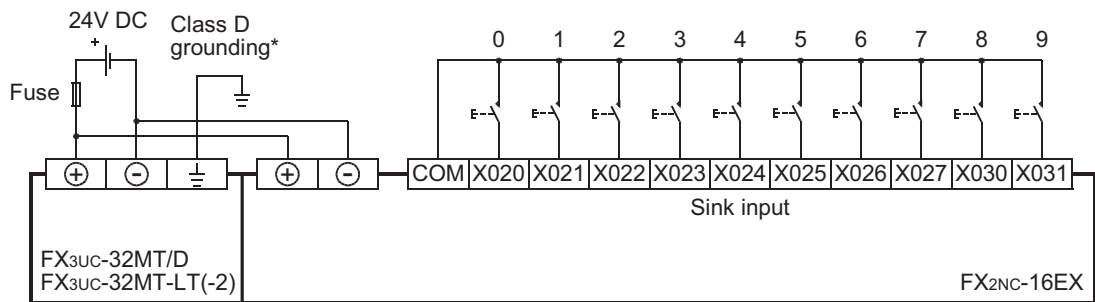 24V DC
Class D
grounding*
+
Fuse
0 1 2 3 4 5 6 7 8 9
+ - + - COM X020 X021 X022 X023 X024 X025 X026 X027 X030 X031
Sink input
FX3UC-32MT/D
FX3UC-32MT-LT(-2)
FX2NC-16EX